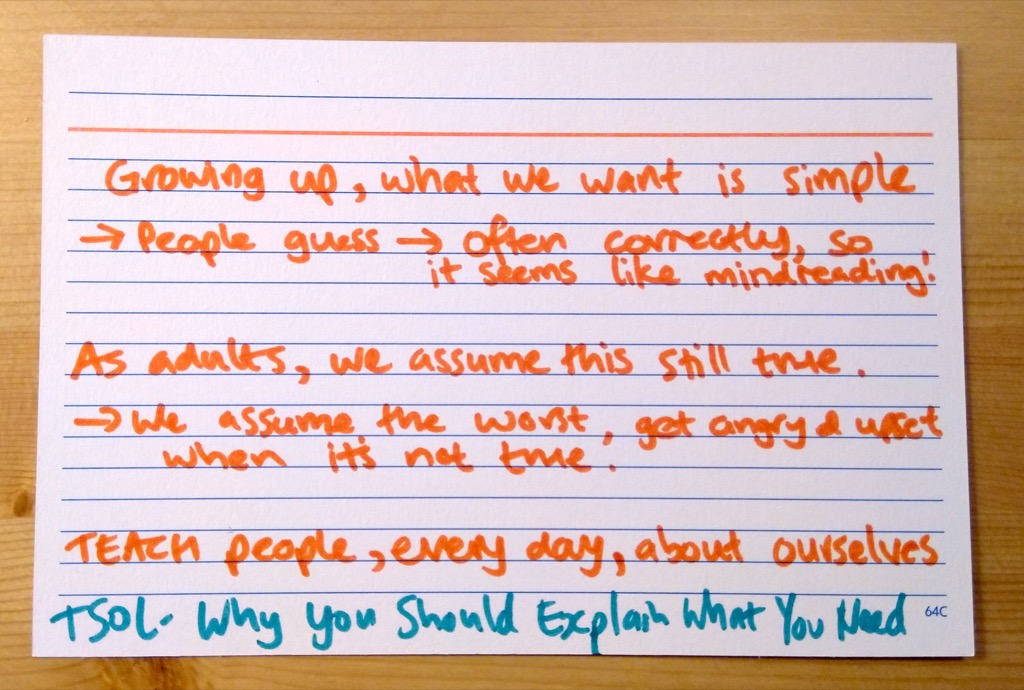 Growing up, what we want is simple
→ People guess → often correctly, so
it seems like mindreading!
As adults, we assume this still true.
→ We assume the worst, get angry & upset
when it's not true.
TEACH people, every day, about ourselves
TSOL - Why You Should Explain What You Need
64C